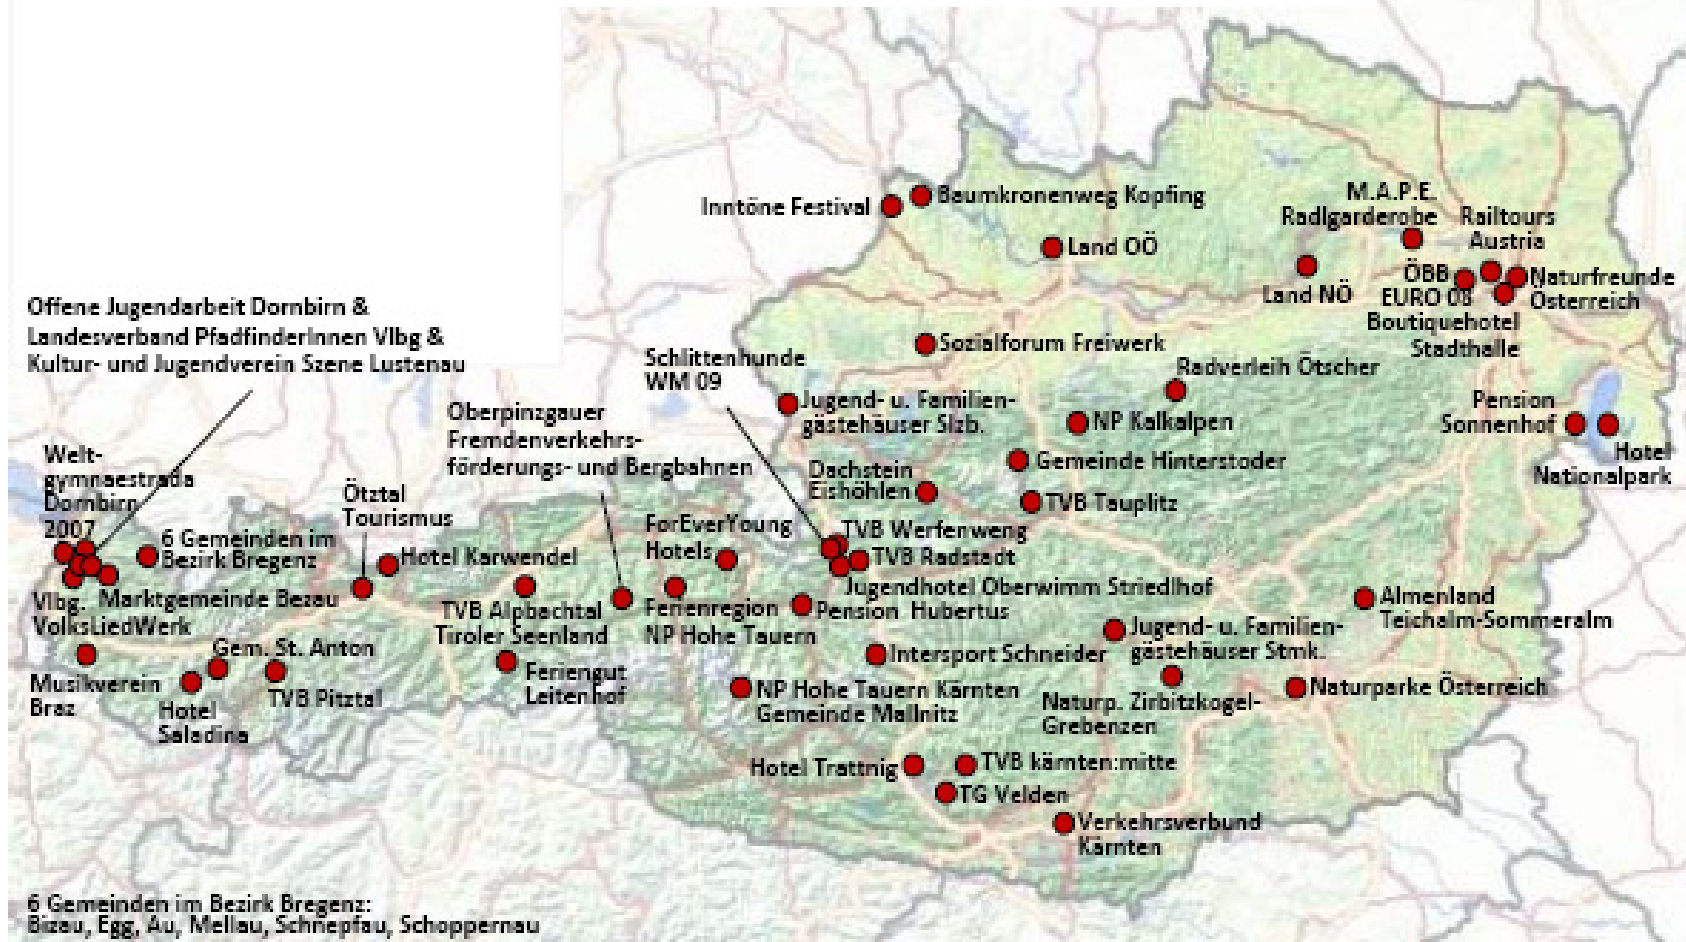 Inntöne Festival
Baumkronenweg Kopfing
Land OÖ
M.A.P.E.
Radlgarderobe
Railtours
Austria
Land NÖ
ÖBB
EURO 08
Naturfreunde
Österreich
Boutiquehotel
Stadthalle
Offene Jugendarbeit Dornbirn &
Landesverband PfadfinderInnen Vlbg &
Kultur- und Jugendverein Szene Lustenau
Sozialforum Freiwerk
Schlittenhunde
WM 09
Radverleih Ötscher
Jugend- u. Familien-
gästehäuser Slzb.
NP Kalkalpen
Pension
Sonnenhof
Hotel
Nationalpark
Oberpinzgauer
Fremdenverkehrs-
förderungs- und Bergbahnen
Gemeinde Hinterstoder
Dachstein
Eishöhlen
TVB Tauplitz
Welt-
gymnaestrada
Dornbirn
2007
Ötztal
Tourismus
6 Gemeinden im
Bezirk Bregenz
Hotel Karwendel
ForEverYoung
Hotels
TVB Werfenweng
TVB Radstadt
Jugendhotel Oberwimm Striedlhof
Vlbg.
VolksLiedWerk
Marktgemeinde Bezau
TVB Alpbachtal
Tiroler Seenland
Ferienregion
NP Hohe Tauern
Pension Hubertus
Almenland
Teichalm-Sommeralm
Gem. St. Anton
Musikverein
Braz
Hotel
Saladina
TVB Pitztal
Feriengut
Leitenhof
Intersport Schneider
Jugend- u. Familien-
gästehäuser Stmk.
NP Hohe Tauern Kärnten
Gemeinde Mallnitz
Naturp. Zirbitzkogel-
Grebenzen
Naturparke Österreich
Hotel Trattnig
TVB kärnten:mitte
TG Velden
Verkehrsverbund
Kärnten
6 Gemeinden im Bezirk Bregenz:
Bizau, Egg, Au, Mellau, Schnepfau, Schoppernau